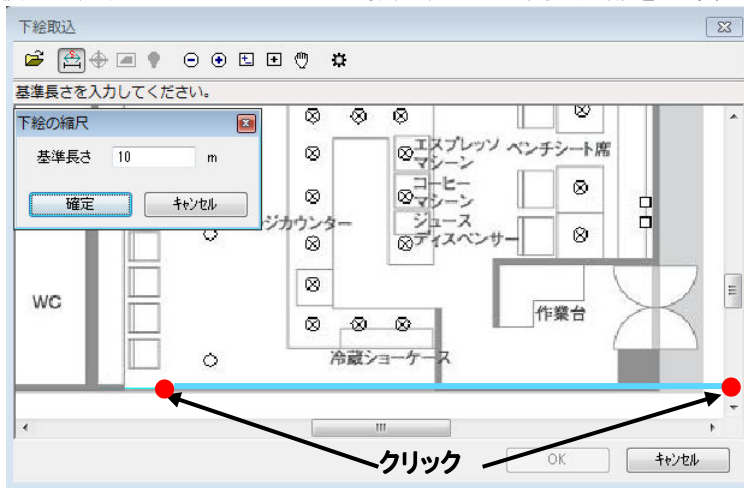 下絵取込
基準長さを入力してください。
下絵の縮尺
基準長さ 10 m
確定 キャンセル
エスプレッソ
マシーン
ベンチシート席
コーヒー
マシーン
ジカウンター
ジュース
ディスペンサー
WC
作業台
冷蔵ショーケース
クリック
OK キャンセル